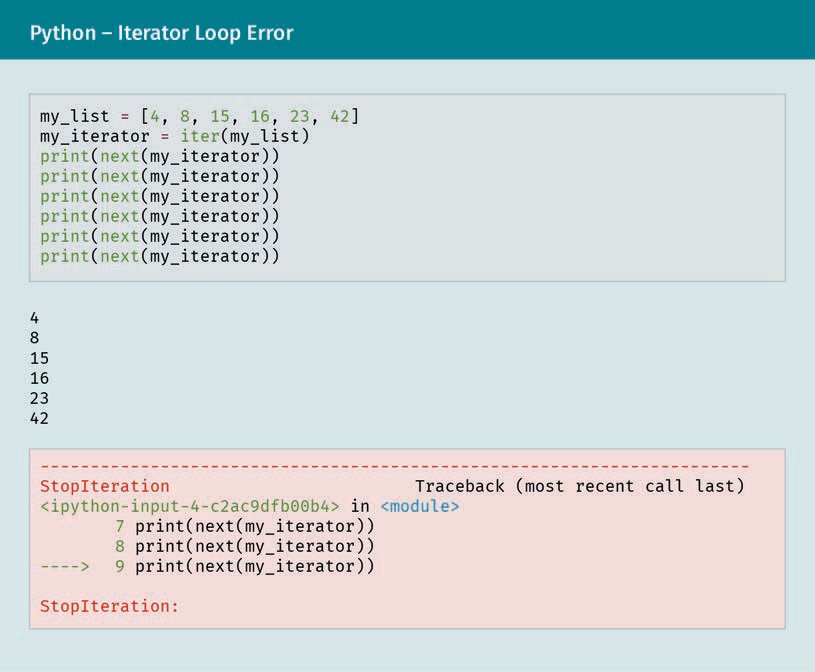 Python – Iterator Loop Error
my_list = [4, 8, 15, 16, 23, 42]
my_iterator = iter(my_list)
print(next(my_iterator))
print(next(my_iterator))
print(next(my_iterator))
print(next(my_iterator))
print(next(my_iterator))
print(next(my_iterator))
4
8
15
16
23
42
-----------------------------------------------------------------------
StopIteration                         Traceback (most recent call last)
<ipython-input-4-c2ac9dfb00b4> in <module>
7 print(next(my_iterator))
8 print(next(my_iterator))
----> 9 print(next(my_iterator))
StopIteration: